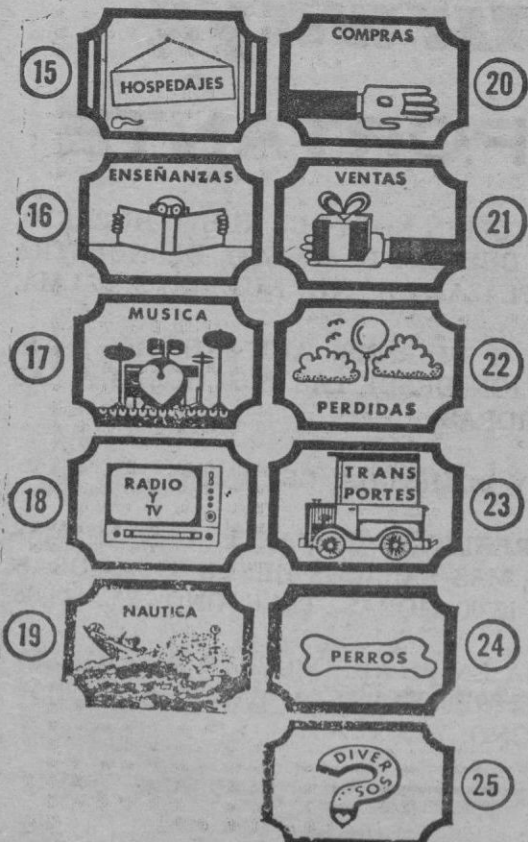 15
HOSPEDAJES
16
ENSEÑANZAS
17
MUSICA
18
RADIO
Y
TV
19
NAUTICA
COMPRAS
20
VENTAS
21
PERDIDAS
22
TRANS
PORTES
23
PERROS
24
DIVER
SOS
25